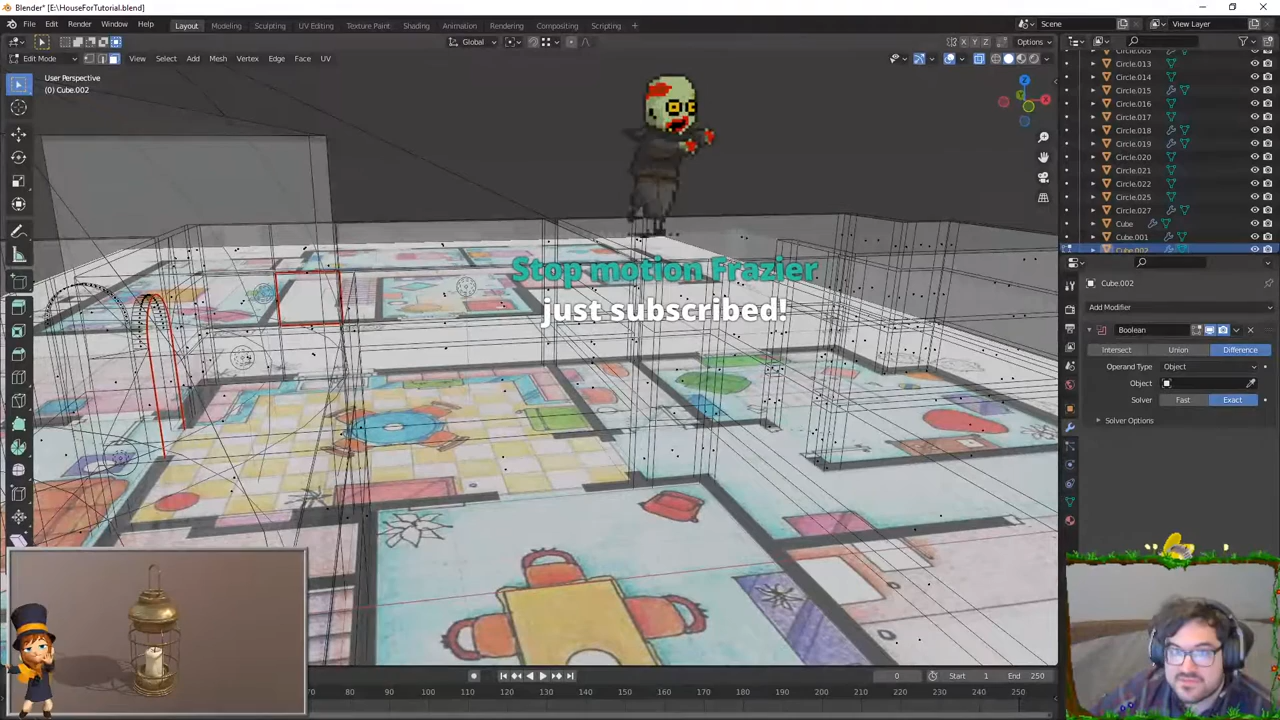 Blender* [E:\HouseForTutorial.blend]
File Edit Render Window Help Layout Modeling Sculpting UV Editing Texture Paint Shading Animation Rendering Compositing Scripting Scene View Layer
Global Options
Edit Mode View Select Add Mesh Vertex Edge Face UV
User Perspective
(0) Cube.002
X Y Z
Circle.013
Circle.014
Circle.015
Circle.016
Circle.017
Circle.018
Circle.019
Circle.020
Circle.021
Circle.022
Circle.025
Circle.027
Cube
Cube.001
Cube.002
Stop motion Frazier
just subscribed!
Cube.002
Add Modifier
Boolean
Intersect Union Difference
Operand Type Object
Object
Solver Fast Exact
Solver Options
0 Start 1 End 250
70 80 90 100 110 120 130 140 150 160 170 180 190 200 210 220 230 240 250